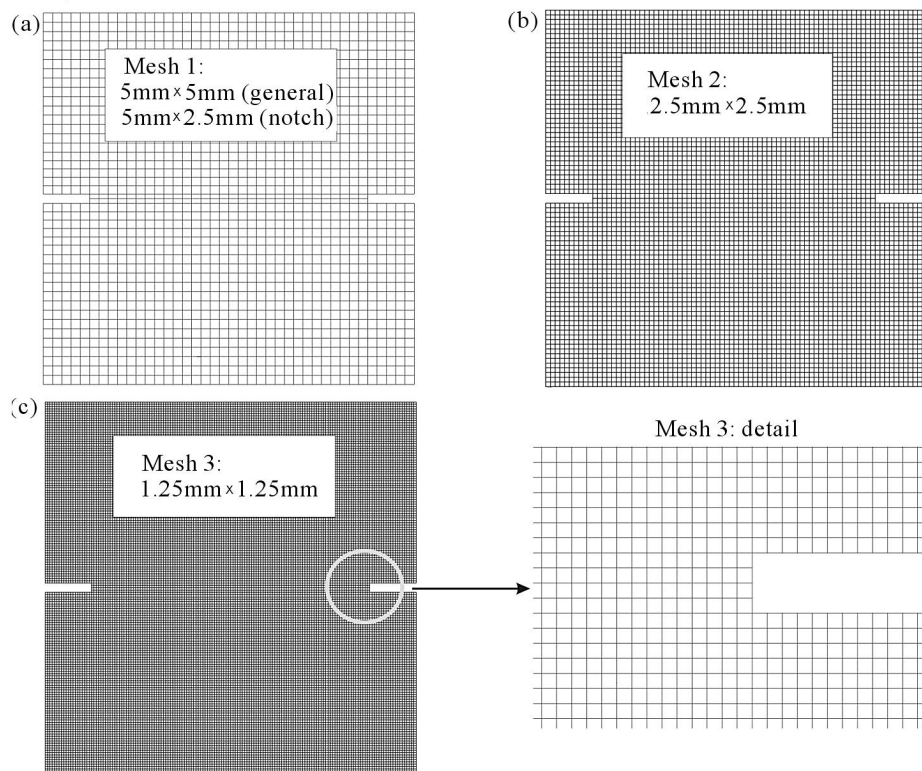 (a)
Mesh 1:
5mm×5mm (general)
5mm×2.5mm (notch)
(b)
Mesh 2:
2.5mm×2.5mm
(c)
Mesh 3:
1.25mm×1.25mm
Mesh 3: detail